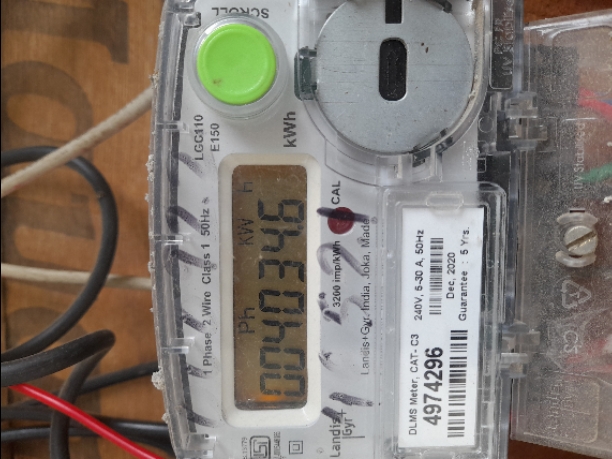 SCROLL
LGC110
E150
kWh
1 Phase 2 Wire Class 1 50Hz
Ph KW h
004034.6
3200 imp/kWh
CAL
Landis+Gyr, India, Joka, Made
Landis
Gyr+
DLMS Meter, CAT- C3
240V, 5-30 A, 50Hz
4974296
Dec, 2020
Guarantee : 5 Yrs.